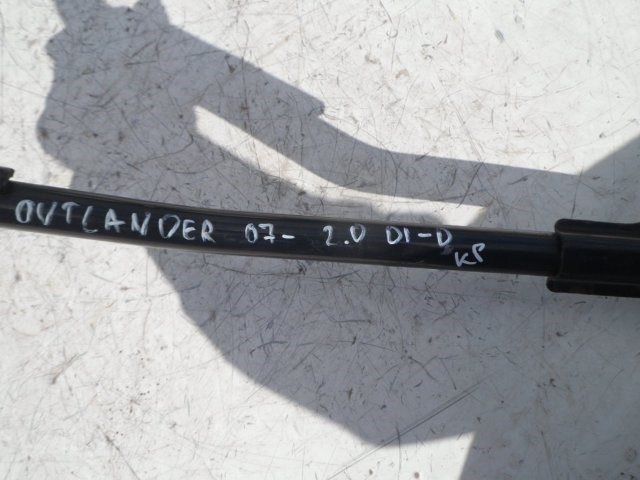 OUTLANDER 07- 2.0 DI-D KP